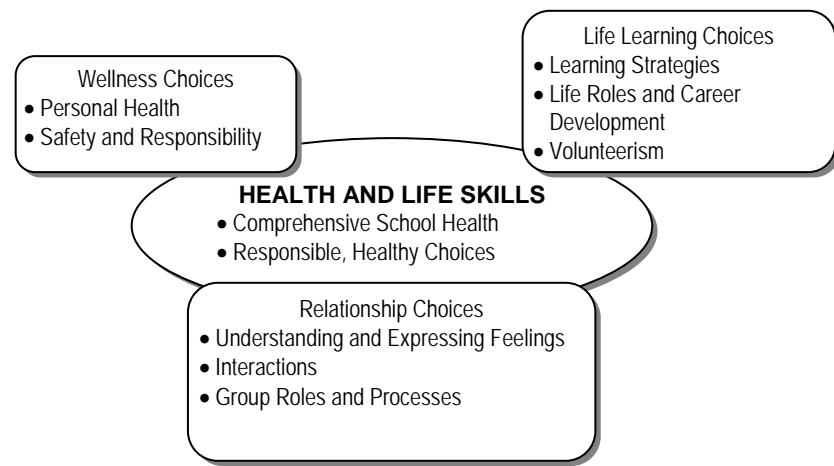 Wellness Choices
• Personal Health
• Safety and Responsibility
Life Learning Choices
• Learning Strategies
• Life Roles and Career
Development
• Volunteerism
HEALTH AND LIFE SKILLS
• Comprehensive School Health
• Responsible, Healthy Choices
Relationship Choices
• Understanding and Expressing Feelings
• Interactions
• Group Roles and Processes